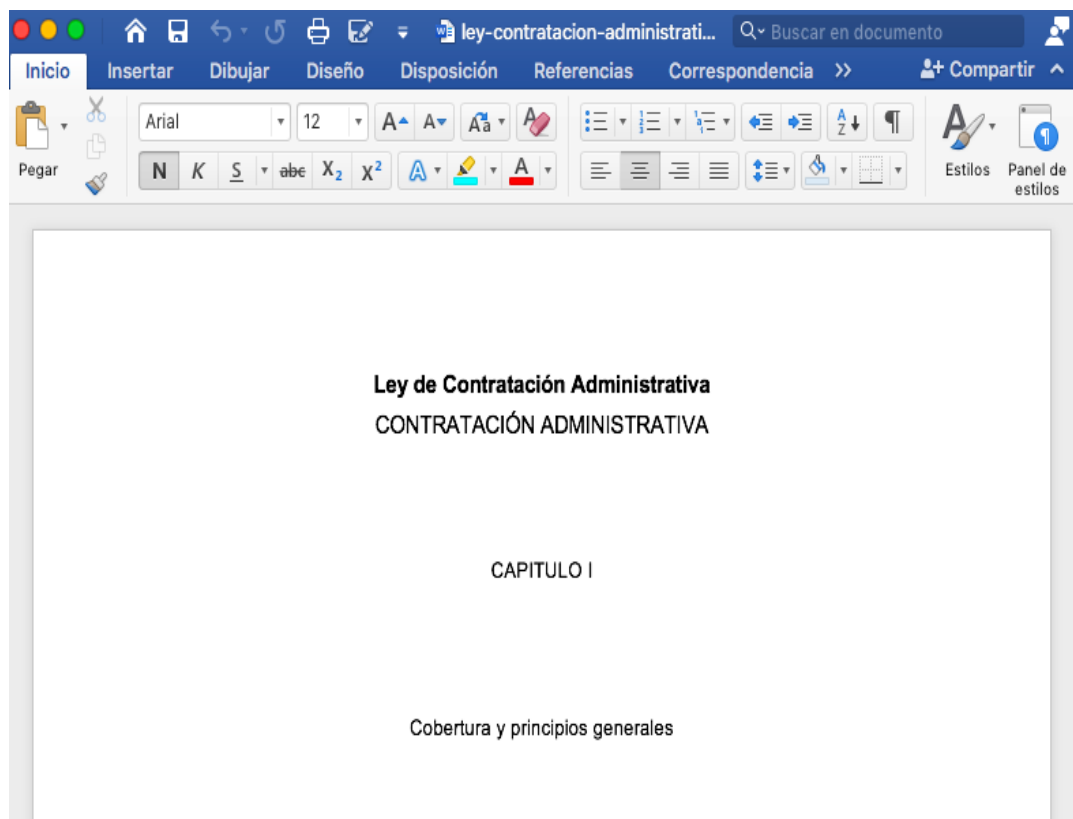 ley-contratacion-administrati... Buscar en documento
Inicio Insertar Dibujar Diseño Disposición Referencias Correspondencia >> Compartir
Arial 12 A A Aa A
Pegar N K S abc X₂ X² A A A Z ¶ Estilos Panel de
estilos
Ley de Contratación Administrativa
CONTRATACIÓN ADMINISTRATIVA
CAPITULO I
Cobertura y principios generales